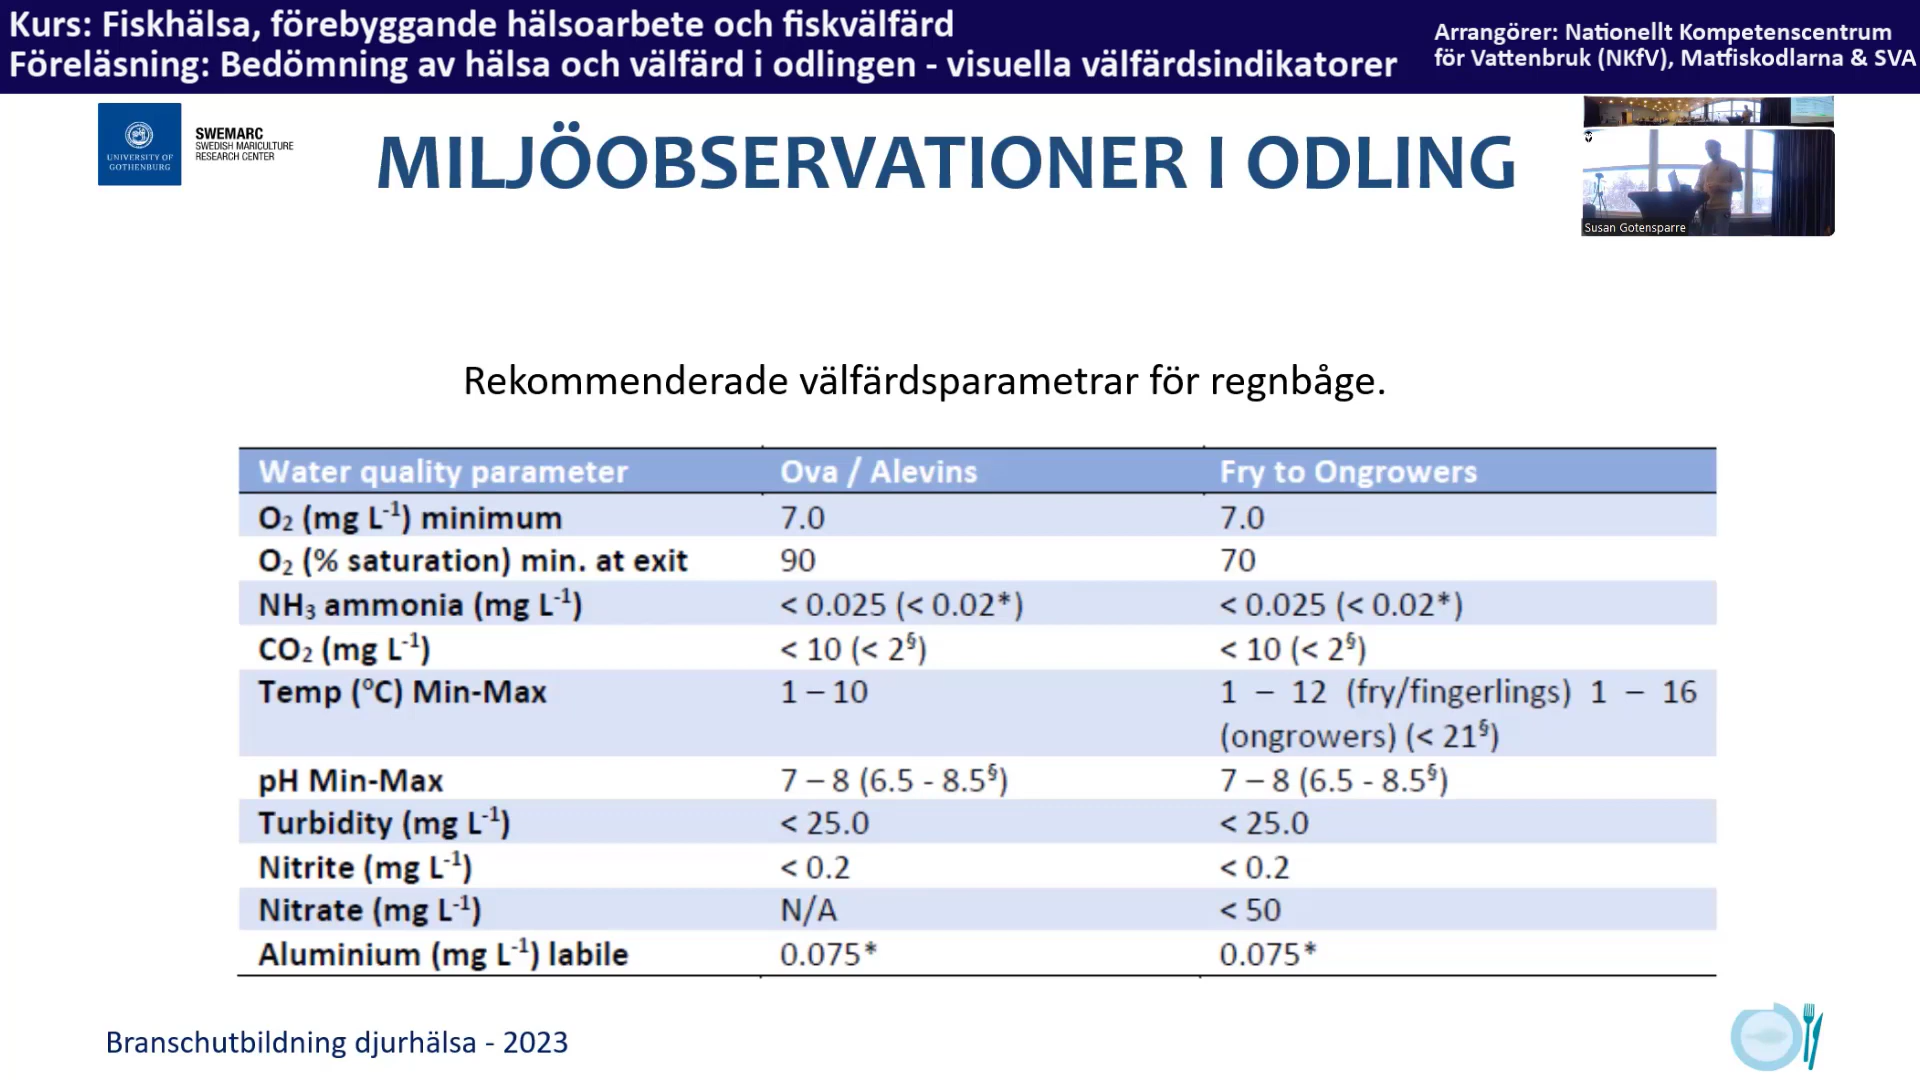 Kurs: Fiskhälsa, förebyggande hälsoarbete och fiskvälfärd
Föreläsning: Bedömning av hälsa och välfärd i odlingen - visuella välfärdsindikatorer
Arrangörer: Nationellt Kompetenscentrum
för Vattenbruk (NKfV), Matfiskodlarna & SVA
UNIVERSITY OF
GOTHENBURG
SWEMARC
SWEDISH MARICULTURE
RESEARCH CENTER
MILJÖOBSERVATIONER I ODLING
Susan Gotensparre
Rekommenderade välfärdsparametrar för regnbåge.
Water quality parameter Ova / Alevins Fry to Ongrowers
O₂ (mg L⁻¹) minimum 7.0 7.0
O₂ (% saturation) min. at exit 90 70
NH₃ ammonia (mg L⁻¹) < 0.025 (< 0.02*) < 0.025 (< 0.02*)
CO₂ (mg L⁻¹) < 10 (< 2§) < 10 (< 2§)
Temp (°C) Min-Max 1 – 10 1 – 12 (fry/fingerlings) 1 – 16
(ongrowers) (< 21§)
pH Min-Max 7 – 8 (6.5 - 8.5§) 7 – 8 (6.5 - 8.5§)
Turbidity (mg L⁻¹) < 25.0 < 25.0
Nitrite (mg L⁻¹) < 0.2 < 0.2
Nitrate (mg L⁻¹) N/A < 50
Aluminium (mg L⁻¹) labile 0.075* 0.075*
Branschutbildning djurhälsa - 2023